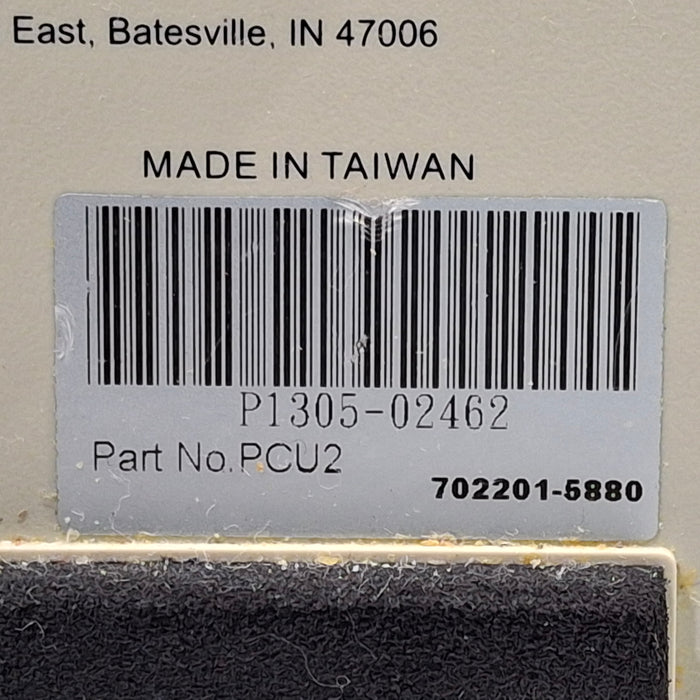 East, Batesville, IN 47006
MADE IN TAIWAN
P1305-02462
Part No.PCU2
702201-5880